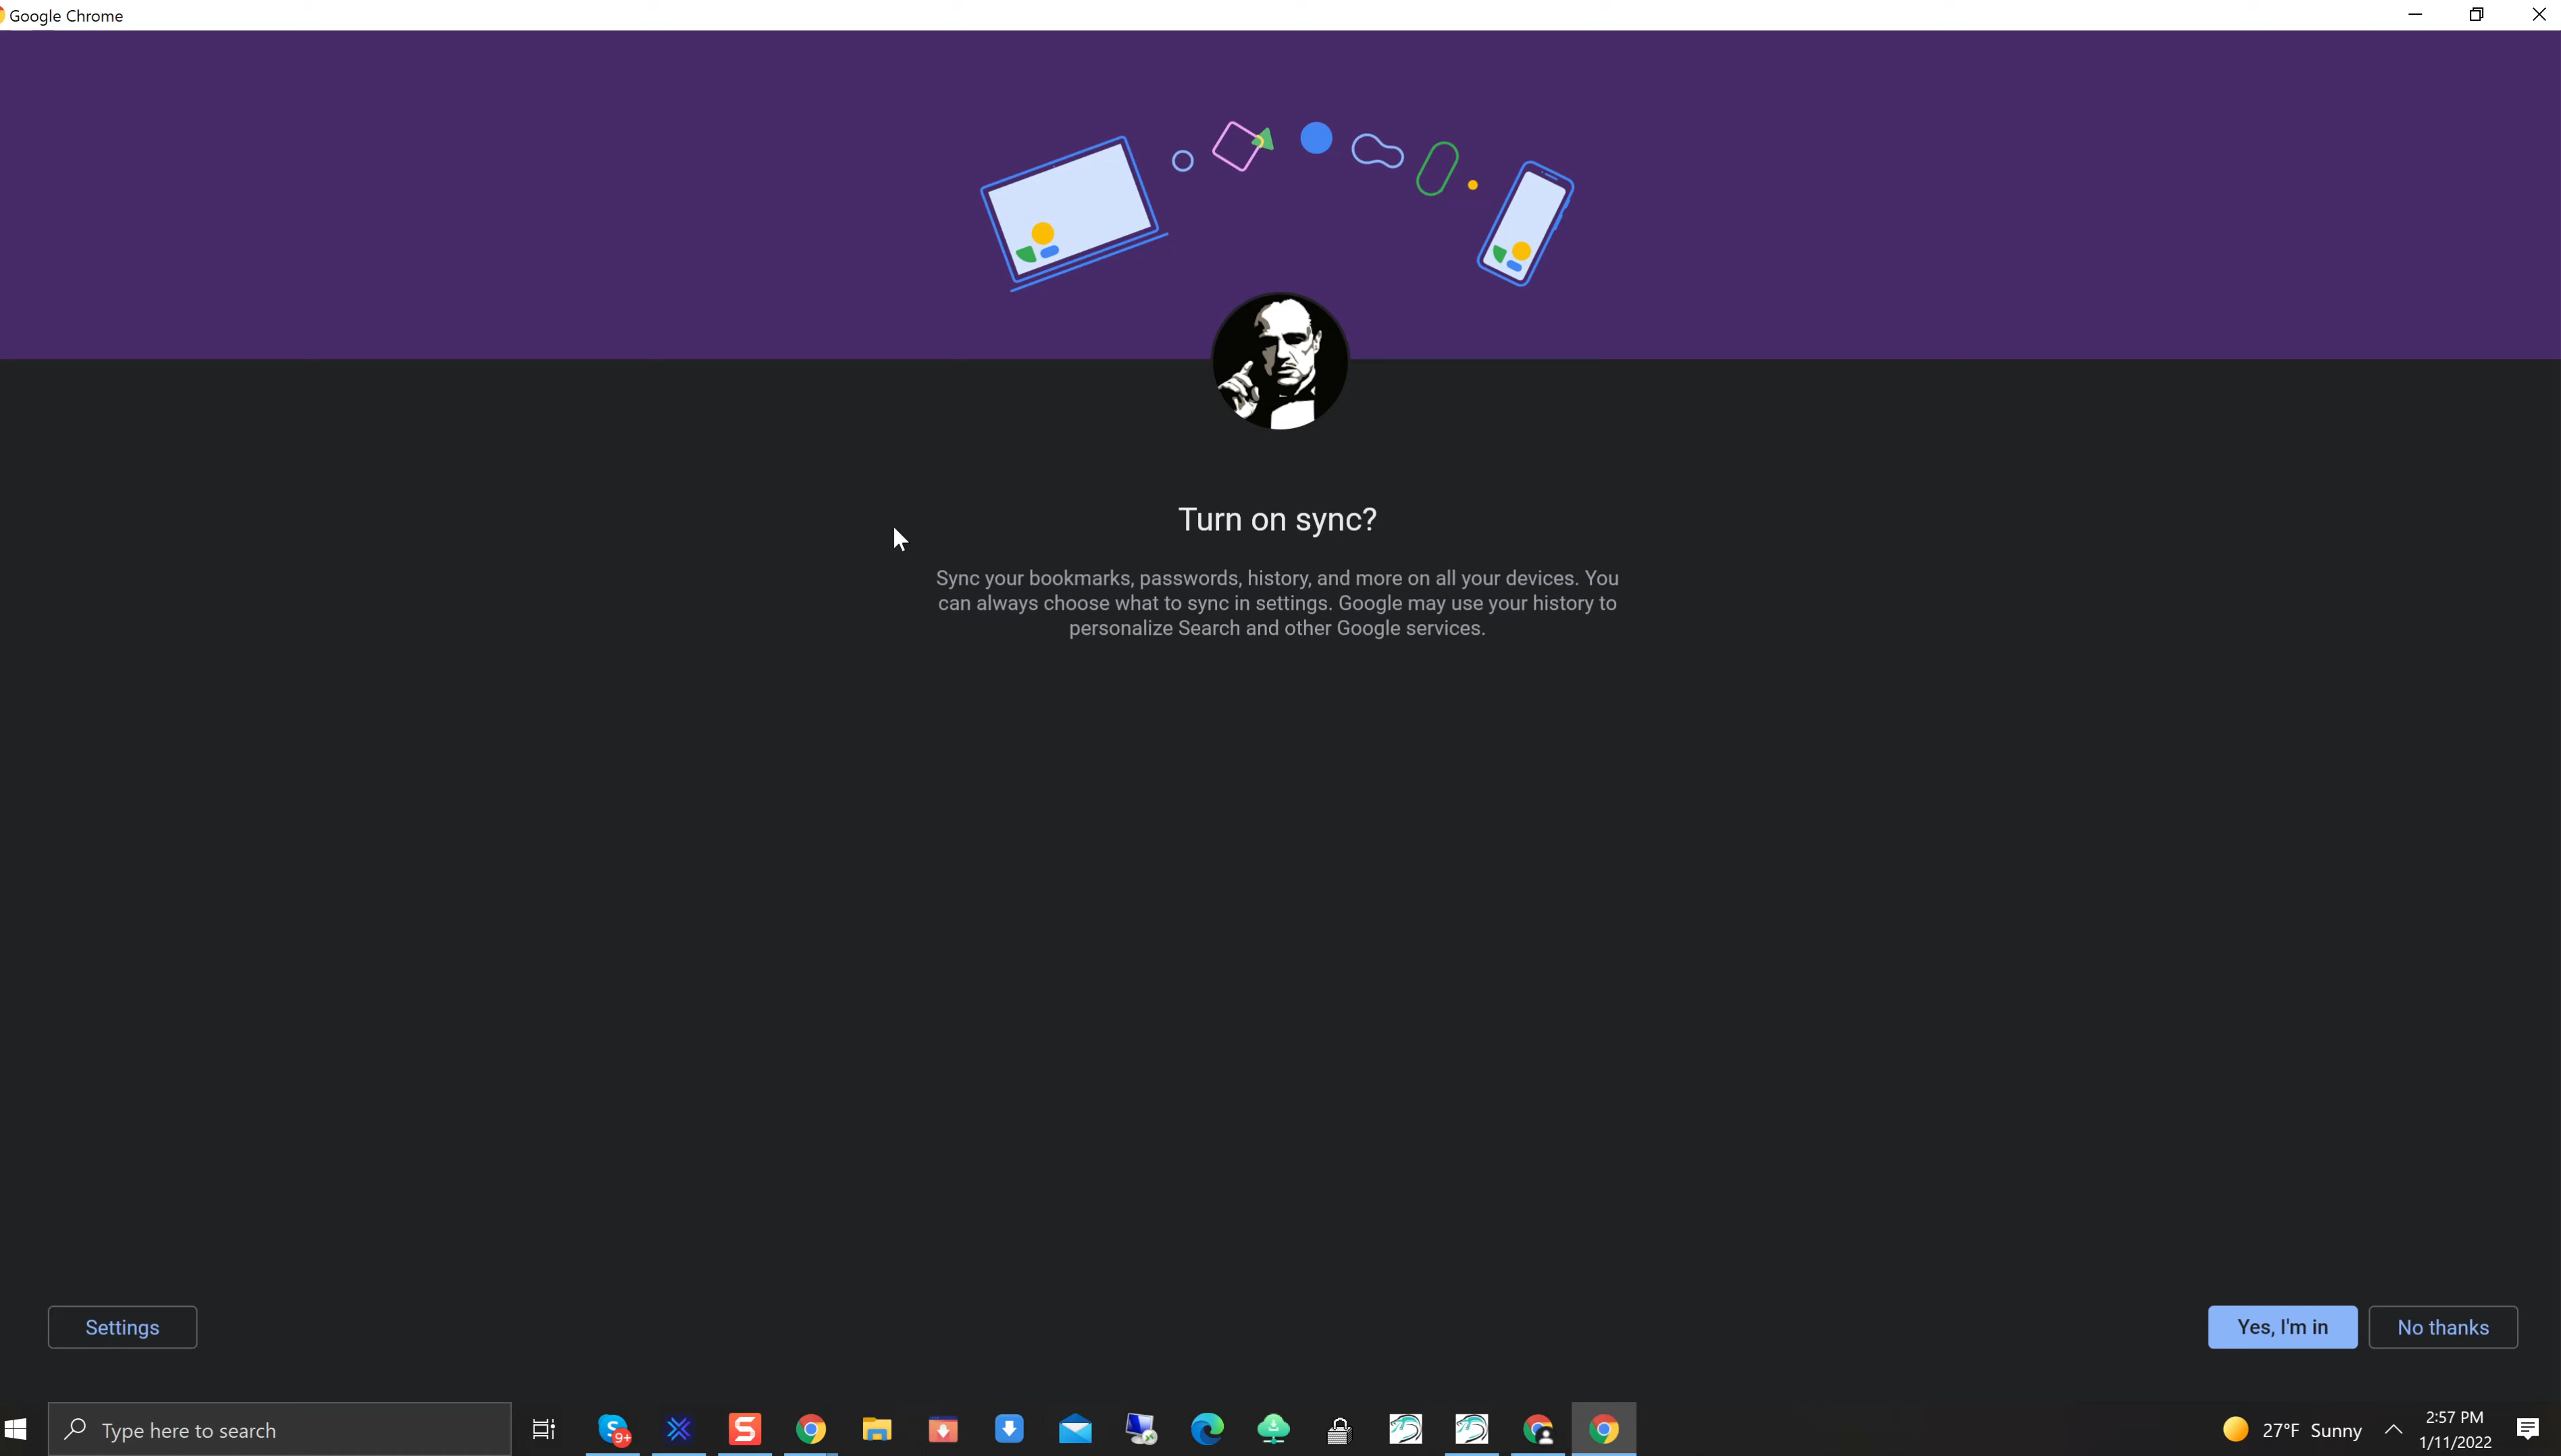 Google Chrome
Turn on sync?
Sync your bookmarks, passwords, history, and more on all your devices. You
can always choose what to sync in settings. Google may use your history to
personalize Search and other Google services.
Settings
Yes, I'm in
No thanks
Type here to search
S 9+
S
27°F Sunny
2:57 PM
1/11/2022